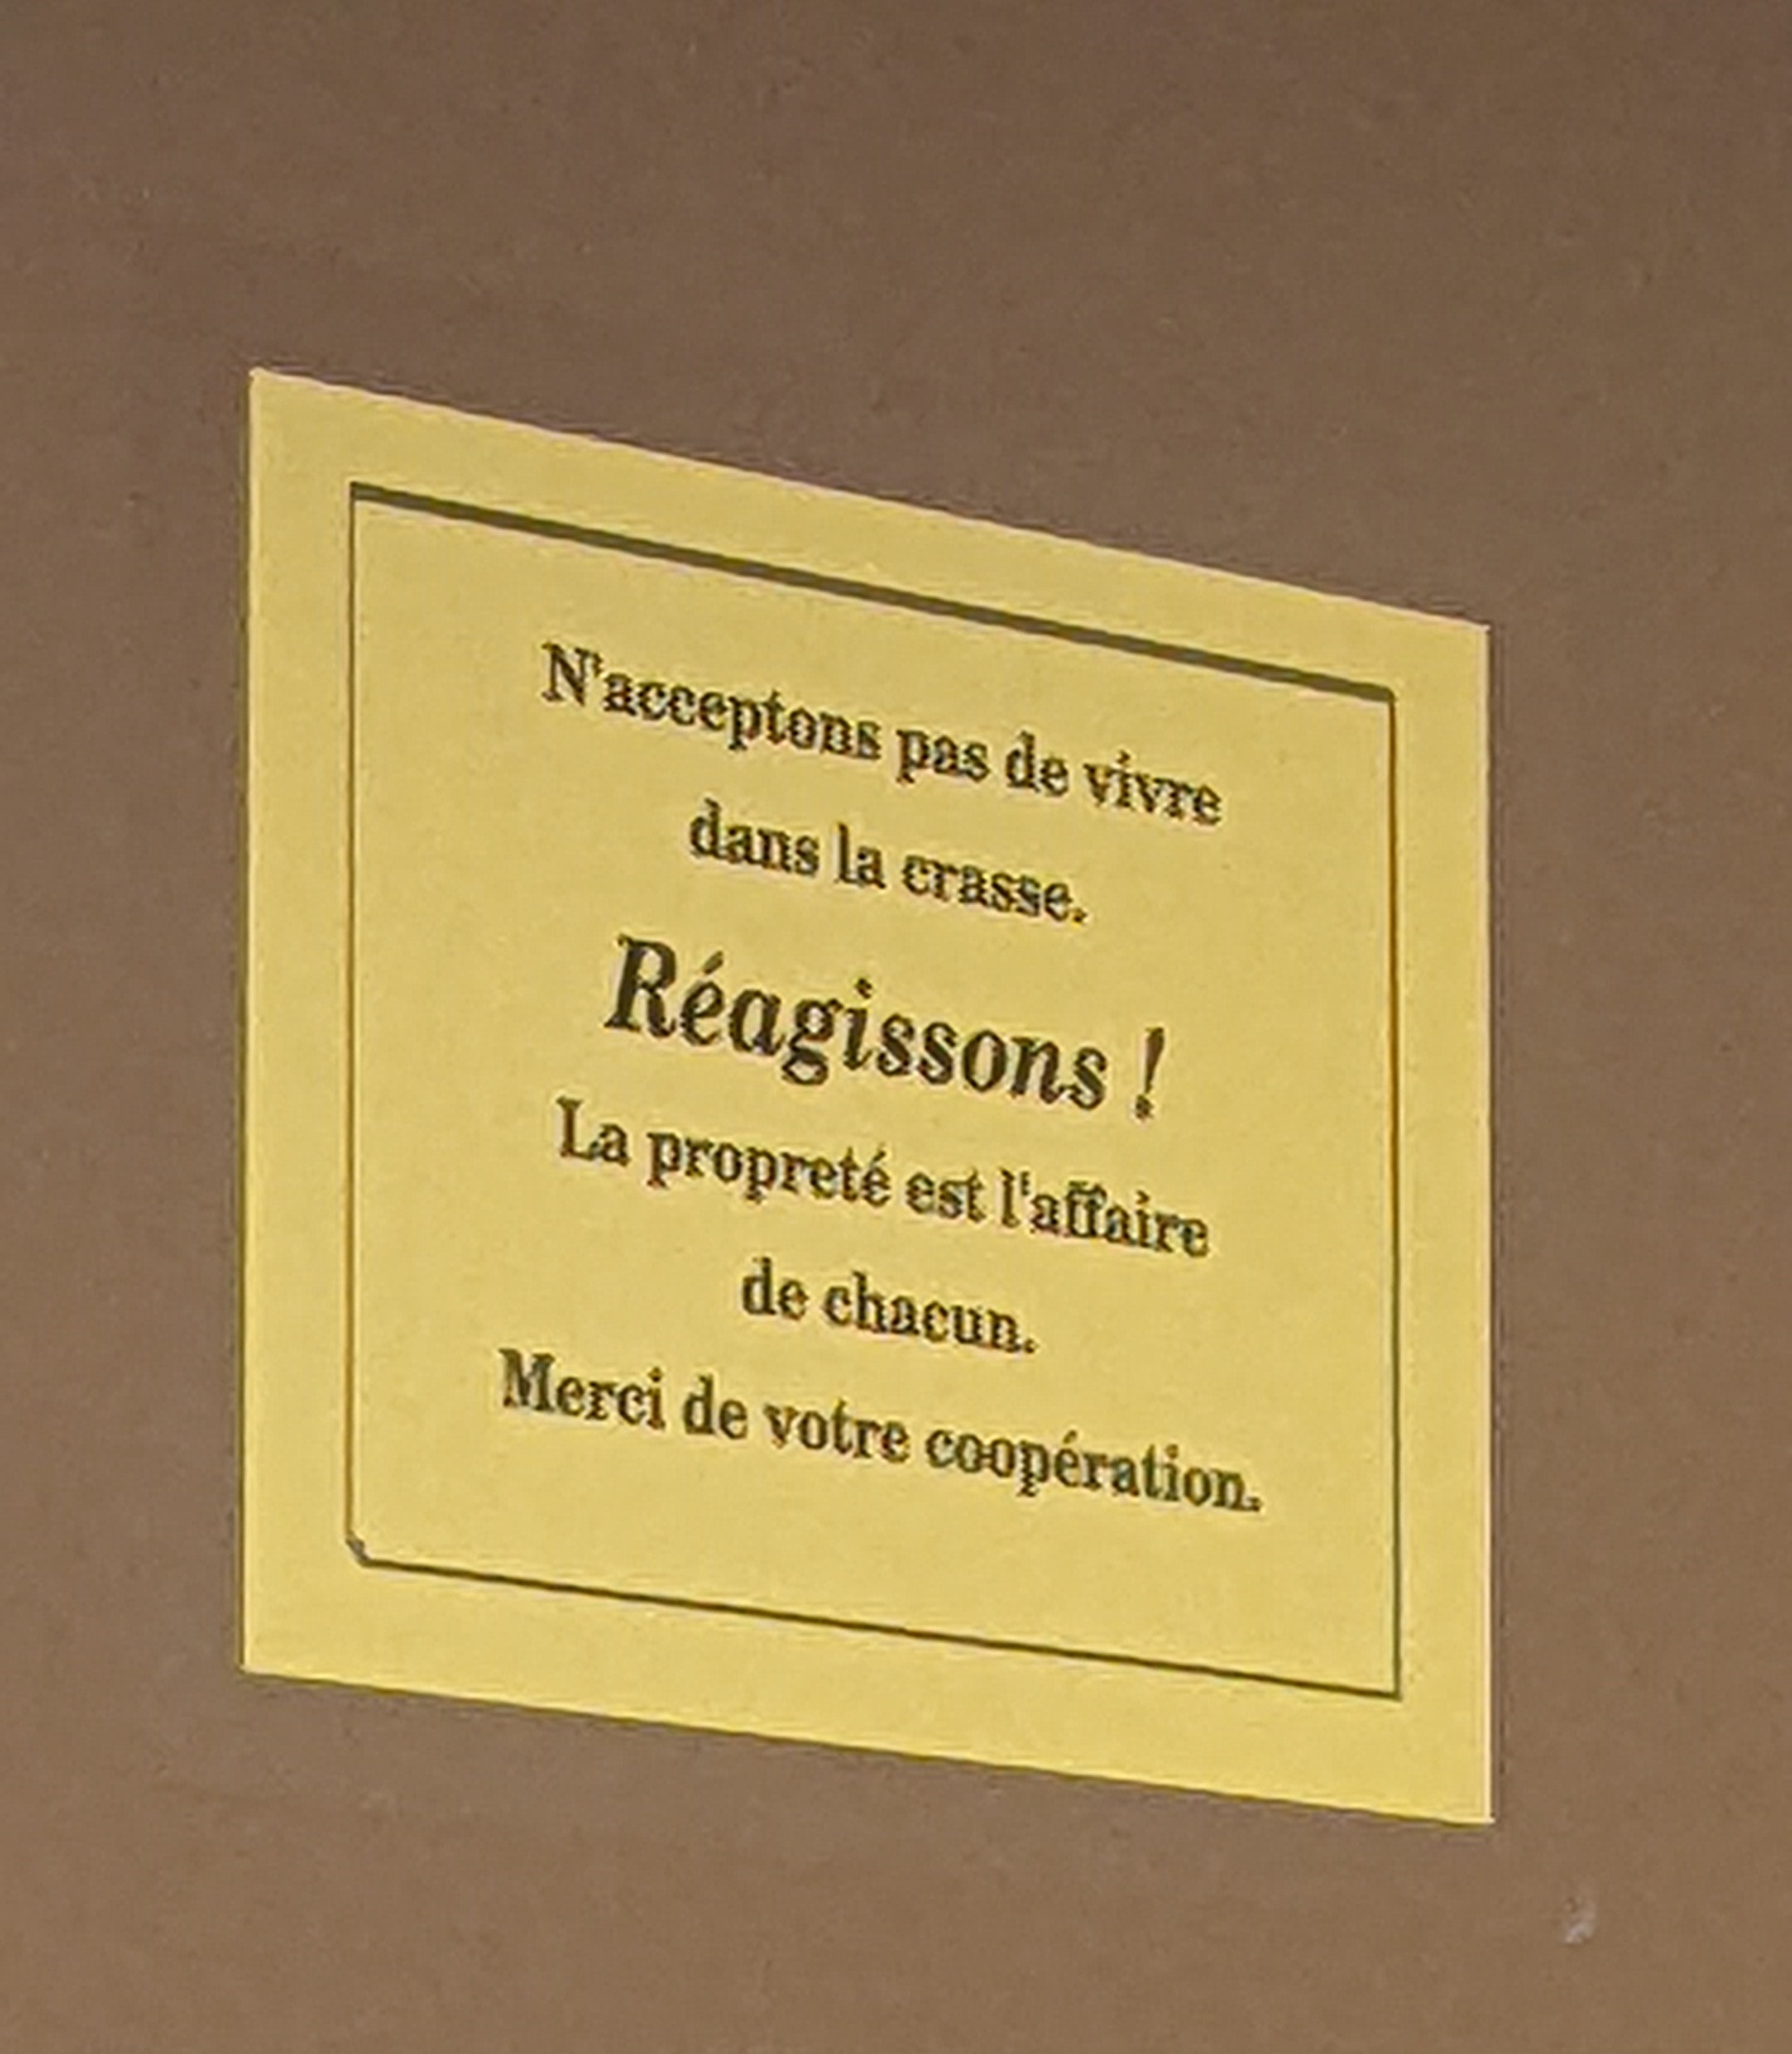 N'acceptons pas de vivre
dans la crasse.
Réagissons !
La propreté est l'affaire
de chacun.
Merci de votre coopération.